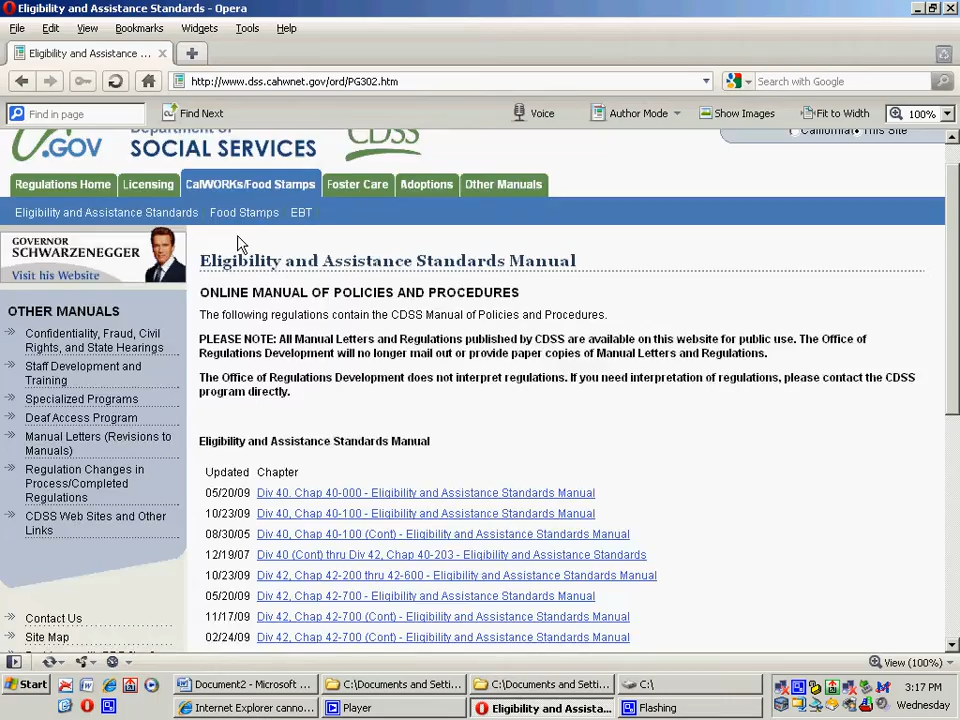 Eligibility and Assistance Standards - Opera
File Edit View Bookmarks Widgets Tools Help
Eligibility and Assistance ...
http://www.dss.cahwnet.gov/ord/PG302.htm
Search with Google
Find in page
Find Next
Voice
Author Mode
Show Images
Fit to Width
100%
.GOV
Department of
SOCIAL SERVICES
CDSS
California
This Site
Regulations Home
Licensing
CalWORKs/Food Stamps
Foster Care
Adoptions
Other Manuals
Eligibility and Assistance Standards
Food Stamps
EBT
GOVERNOR
SCHWARZENEGGER
Visit his Website
OTHER MANUALS
Confidentiality, Fraud, Civil
Rights, and State Hearings
Staff Development and
Training
Specialized Programs
Deaf Access Program
Manual Letters (Revisions to
Manuals)
Regulation Changes in
Process/Completed
Regulations
CDSS Web Sites and Other
Links
Contact Us
Site Map
Eligibility and Assistance Standards Manual
ONLINE MANUAL OF POLICIES AND PROCEDURES
The following regulations contain the CDSS Manual of Policies and Procedures.
PLEASE NOTE: All Manual Letters and Regulations published by CDSS are available on this website for public use. The Office of
Regulations Development will no longer mail out or provide paper copies of Manual Letters and Regulations.
The Office of Regulations Development does not interpret regulations. If you need interpretation of regulations, please contact the CDSS
program directly.
Eligibility and Assistance Standards Manual
Updated Chapter
05/20/09 Div 40. Chap 40-000 - Eligibility and Assistance Standards Manual
10/23/09 Div 40, Chap 40-100 - Eligibility and Assistance Standards Manual
08/30/05 Div 40, Chap 40-100 (Cont) - Eligibility and Assistance Standards Manual
12/19/07 Div 40 (Cont) thru Div 42, Chap 40-203 - Eligibility and Assistance Standards
10/23/09 Div 42, Chap 42-200 thru 42-600 - Eligibility and Assistance Standards Manual
05/20/09 Div 42, Chap 42-700 - Eligibility and Assistance Standards Manual
11/17/09 Div 42, Chap 42-700 (Cont) - Eligibility and Assistance Standards Manual
02/24/09 Div 42, Chap 42-700 (Cont) - Eligibility and Assistance Standards Manual
View (100%)
Start
Document2 - Microsoft ...
C:\Documents and Setti...
C:\Documents and Setti...
C:\
3:17 PM
Internet Explorer canno...
Player
Eligibility and Assista...
Flashing
Wednesday